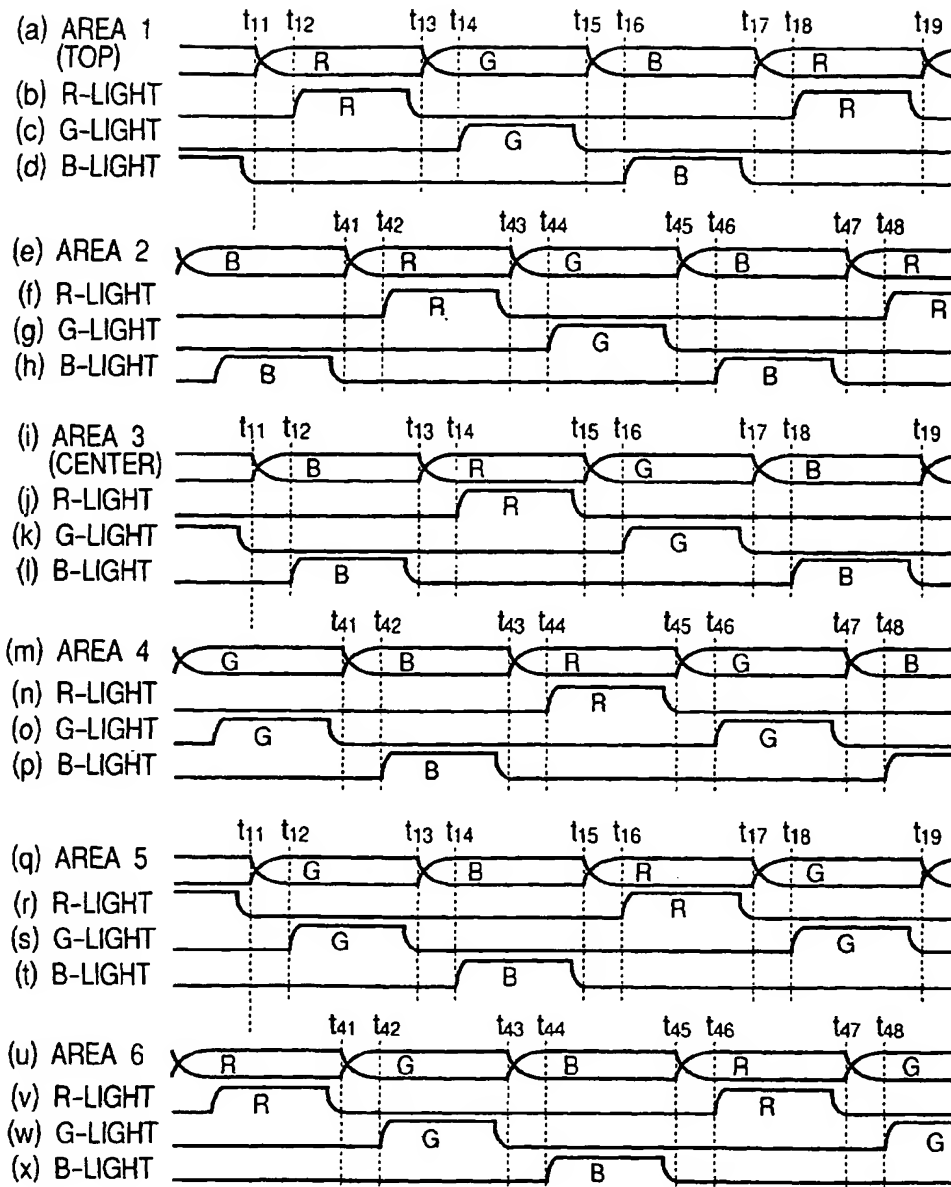 t11 t12 t13 t14 t15 t16 t17 t18 t19
(a) AREA 1 (TOP) R G B R
(b) R-LIGHT R R
(c) G-LIGHT G
(d) B-LIGHT B
t41 t42 t43 t44 t45 t46 t47 t48
(e) AREA 2 B R G B R
(f) R-LIGHT R R
(g) G-LIGHT G
(h) B-LIGHT B B
t11 t12 t13 t14 t15 t16 t17 t18 t19
(i) AREA 3 (CENTER) B R G B
(j) R-LIGHT R
(k) G-LIGHT G
(l) B-LIGHT B B
t41 t42 t43 t44 t45 t46 t47 t48
(m) AREA 4 G B R G B
(n) R-LIGHT R
(o) G-LIGHT G G
(p) B-LIGHT B
t11 t12 t13 t14 t15 t16 t17 t18 t19
(q) AREA 5 G B R G
(r) R-LIGHT R
(s) G-LIGHT G G
(t) B-LIGHT B
t41 t42 t43 t44 t45 t46 t47 t48
(u) AREA 6 R G B R G
(v) R-LIGHT R R
(w) G-LIGHT G G
(x) B-LIGHT B